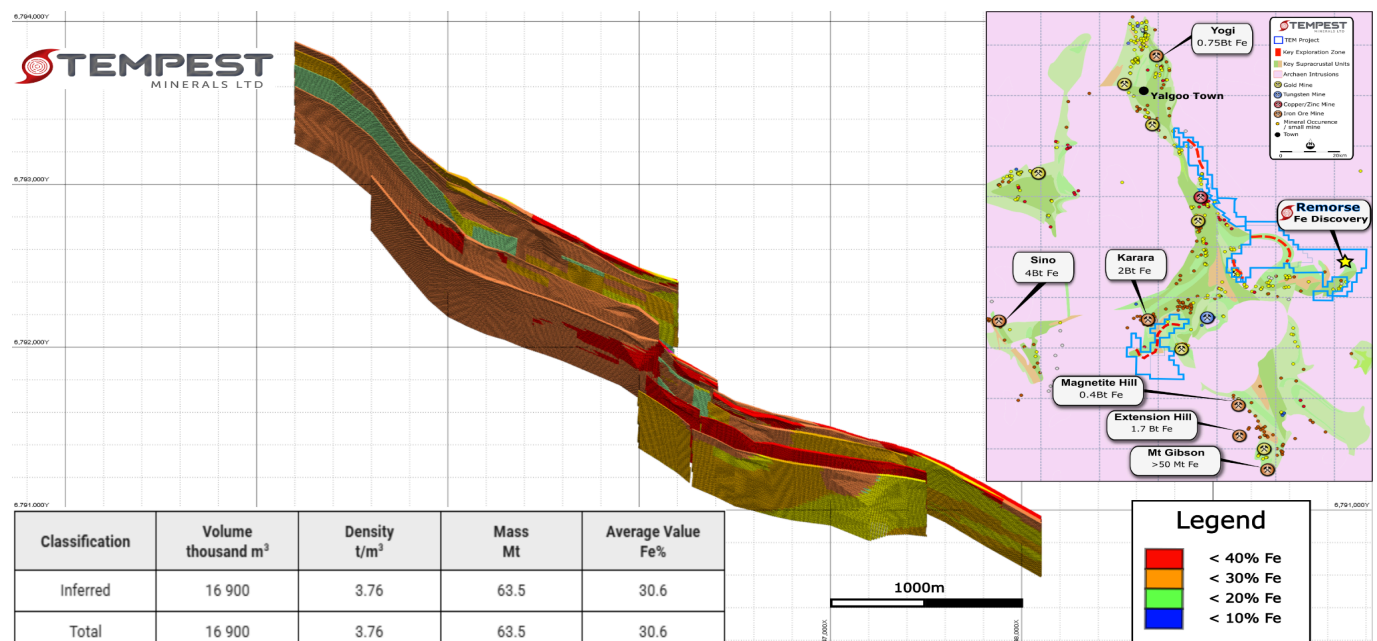 6,794,000Y
TEMPEST
MINERALS LTD
6,793,000Y
6,792,000Y
6,791,000Y
6,791,000Y
Yogi
0.75Bt Fe
Yalgoo Town
Remorse
Fe Discovery
Sino
4Bt Fe
Karara
2Bt Fe
Magnetite Hill
0.4Bt Fe
Extension Hill
1.7 Bt Fe
Mt Gibson
>50 Mt Fe
TEMPEST
MINERALS LTD
TEM Project
Key Exploration Zone
Key Supracrustal Units
Archaen Intrusions
Gold Mine
Tungsten Mine
Copper/Zinc Mine
Iron Ore Mine
Mineral Occurence
/ small mine
Town
0 20km
Classification Volume thousand m³ Density t/m³ Mass Mt Average Value Fe%
Inferred 16 900 3.76 63.5 30.6
Total 16 900 3.76 63.5 30.6
1000m
Legend
< 40% Fe
< 30% Fe
< 20% Fe
< 10% Fe